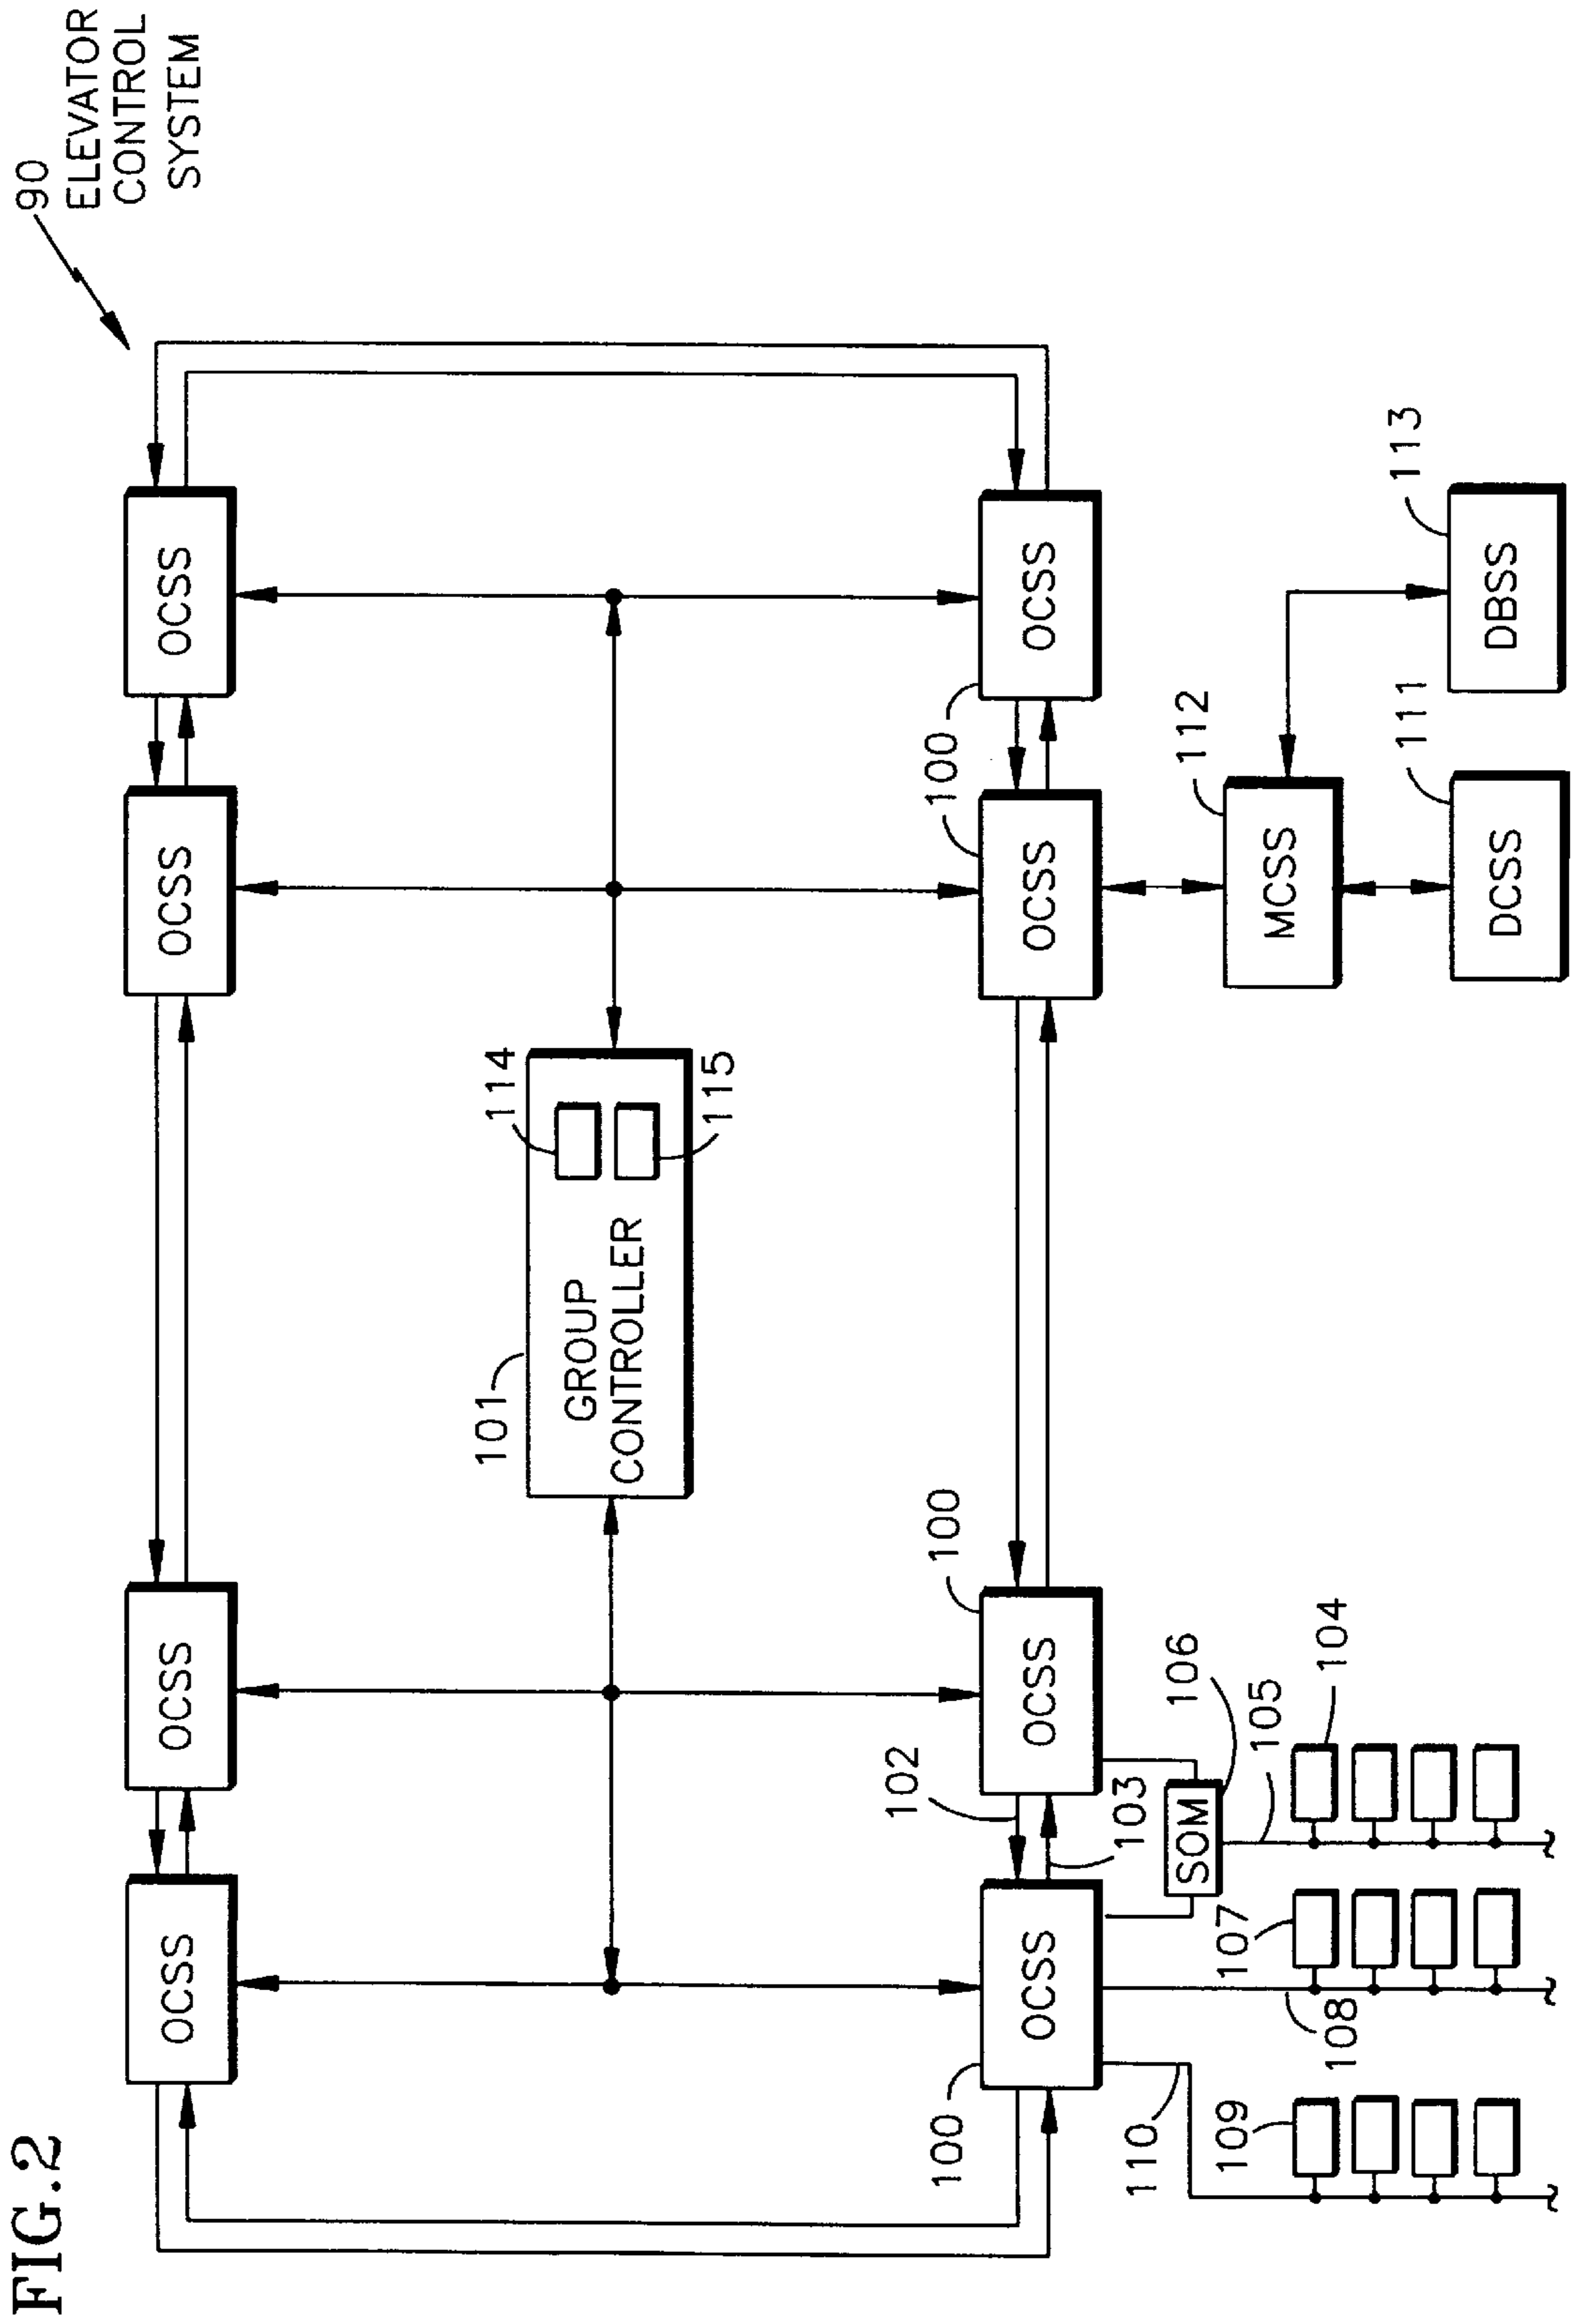 FIG.2
90
ELEVATOR
CONTROL
SYSTEM
OCSS
OCSS
OCSS
OCSS
101
GROUP
CONTROLLER
114
115
100
OCSS
102
103
100
OCSS
100
OCSS
100
OCSS
110
SOM
106
112
MCSS
109
108
107
105
104
111
DCSS
113
DBSS